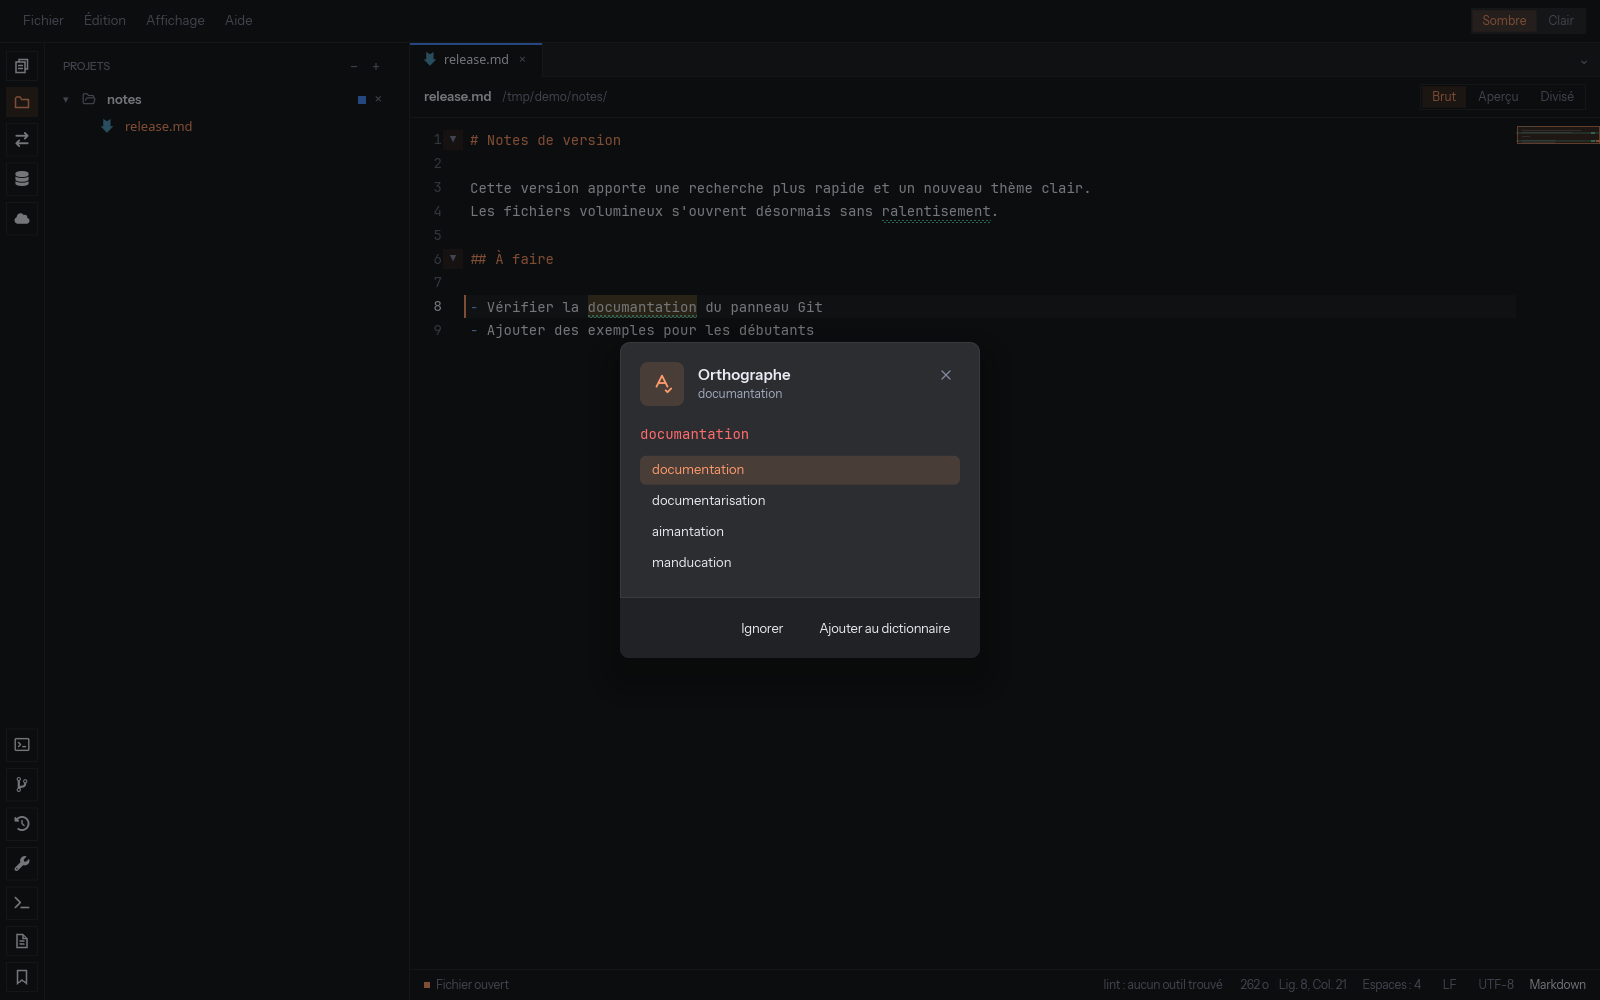 Fichier Édition Affichage Aide
Sombre Clair
PROJETS − +
notes ×
release.md
release.md ×
release.md /tmp/demo/notes/
Brut Aperçu Divisé
1 # Notes de version
2
3 Cette version apporte une recherche plus rapide et un nouveau thème clair.
4 Les fichiers volumineux s'ouvrent désormais sans ralentisement.
5
6 ## À faire
7
8 - Vérifier la documantation du panneau Git
9 - Ajouter des exemples pour les débutants
Orthographe
documantation
documantation
documentation
documentarisation
aimantation
manducation
Ignorer Ajouter au dictionnaire
Fichier ouvert
lint : aucun outil trouvé 262 o Lig. 8, Col. 21 Espaces : 4 LF UTF-8 Markdown